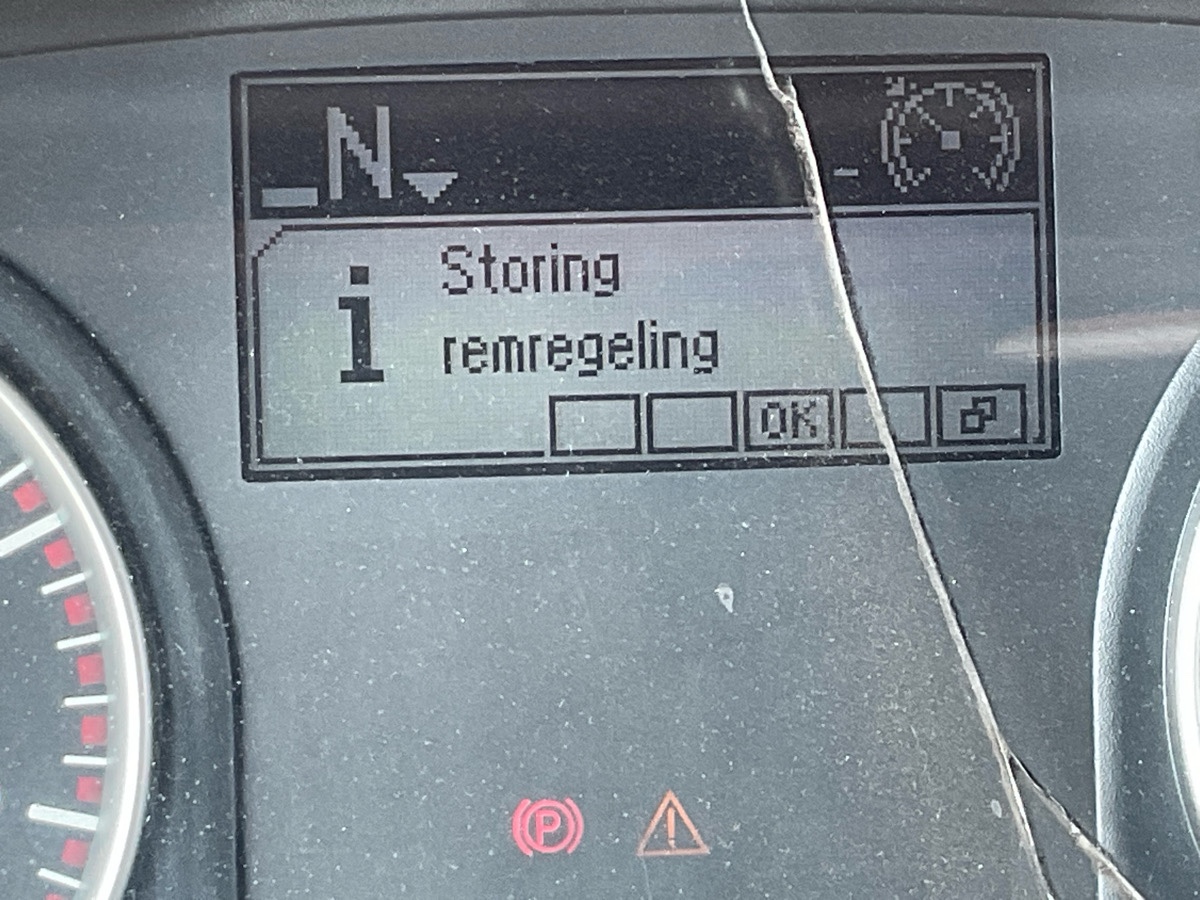 N
Storing
remregeling
OK
P
!